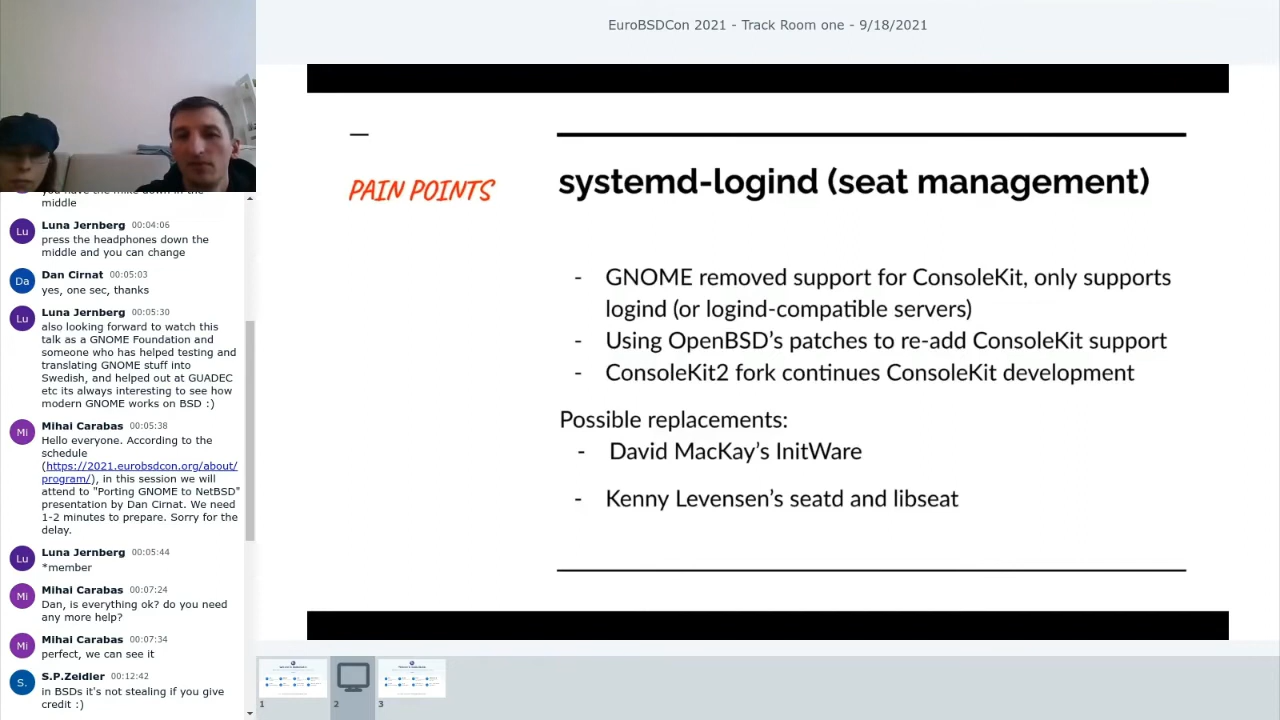 EuroBSDCon 2021 - Track Room one - 9/18/2021
middle
Lu
Luna Jernberg 00:04:06
press the headphones down the
middle and you can change
Da
Dan Cirnat 00:05:03
yes, one sec, thanks
Lu
Luna Jernberg 00:05:30
also looking forward to watch this
talk as a GNOME Foundation and
someone who has helped testing and
translating GNOME stuff into
Swedish, and helped out at GUADEC
etc its always interesting to see how
modern GNOME works on BSD :)
Mi
Mihai Carabas 00:05:38
Hello everyone. According to the
schedule
(https://2021.eurobsdcon.org/about/
program/), in this session we will
attend to "Porting GNOME to NetBSD"
presentation by Dan Cirnat. We need
1-2 minutes to prepare. Sorry for the
delay.
Lu
Luna Jernberg 00:05:44
*member
Mi
Mihai Carabas 00:07:24
Dan, is everything ok? do you need
any more help?
Mi
Mihai Carabas 00:07:34
perfect, we can see it
S.
S.P.Zeidler 00:12:42
in BSDs it's not stealing if you give
credit :)
PAIN POINTS
systemd-logind (seat management)
- GNOME removed support for ConsoleKit, only supports
logind (or logind-compatible servers)
- Using OpenBSD’s patches to re-add ConsoleKit support
- ConsoleKit2 fork continues ConsoleKit development
Possible replacements:
- David MacKay’s InitWare
- Kenny Levensen’s seatd and libseat
1
2
3